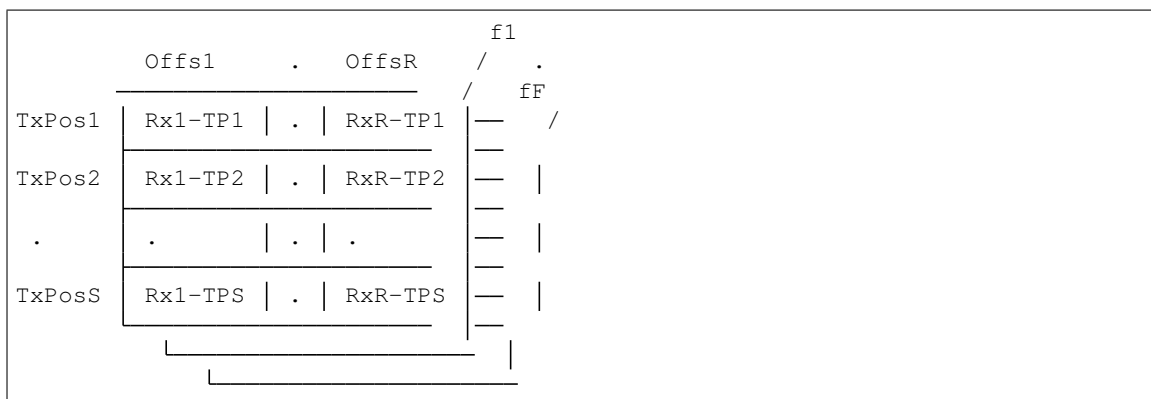 f1
Offs1 . OffsR / .
/ fF
TxPos1 | Rx1-TP1 | . | RxR-TP1 |── /
TxPos2 | Rx1-TP2 | . | RxR-TP2 |── |
. | . | . | . |── |
TxPosS | Rx1-TPS | . | RxR-TPS |── |